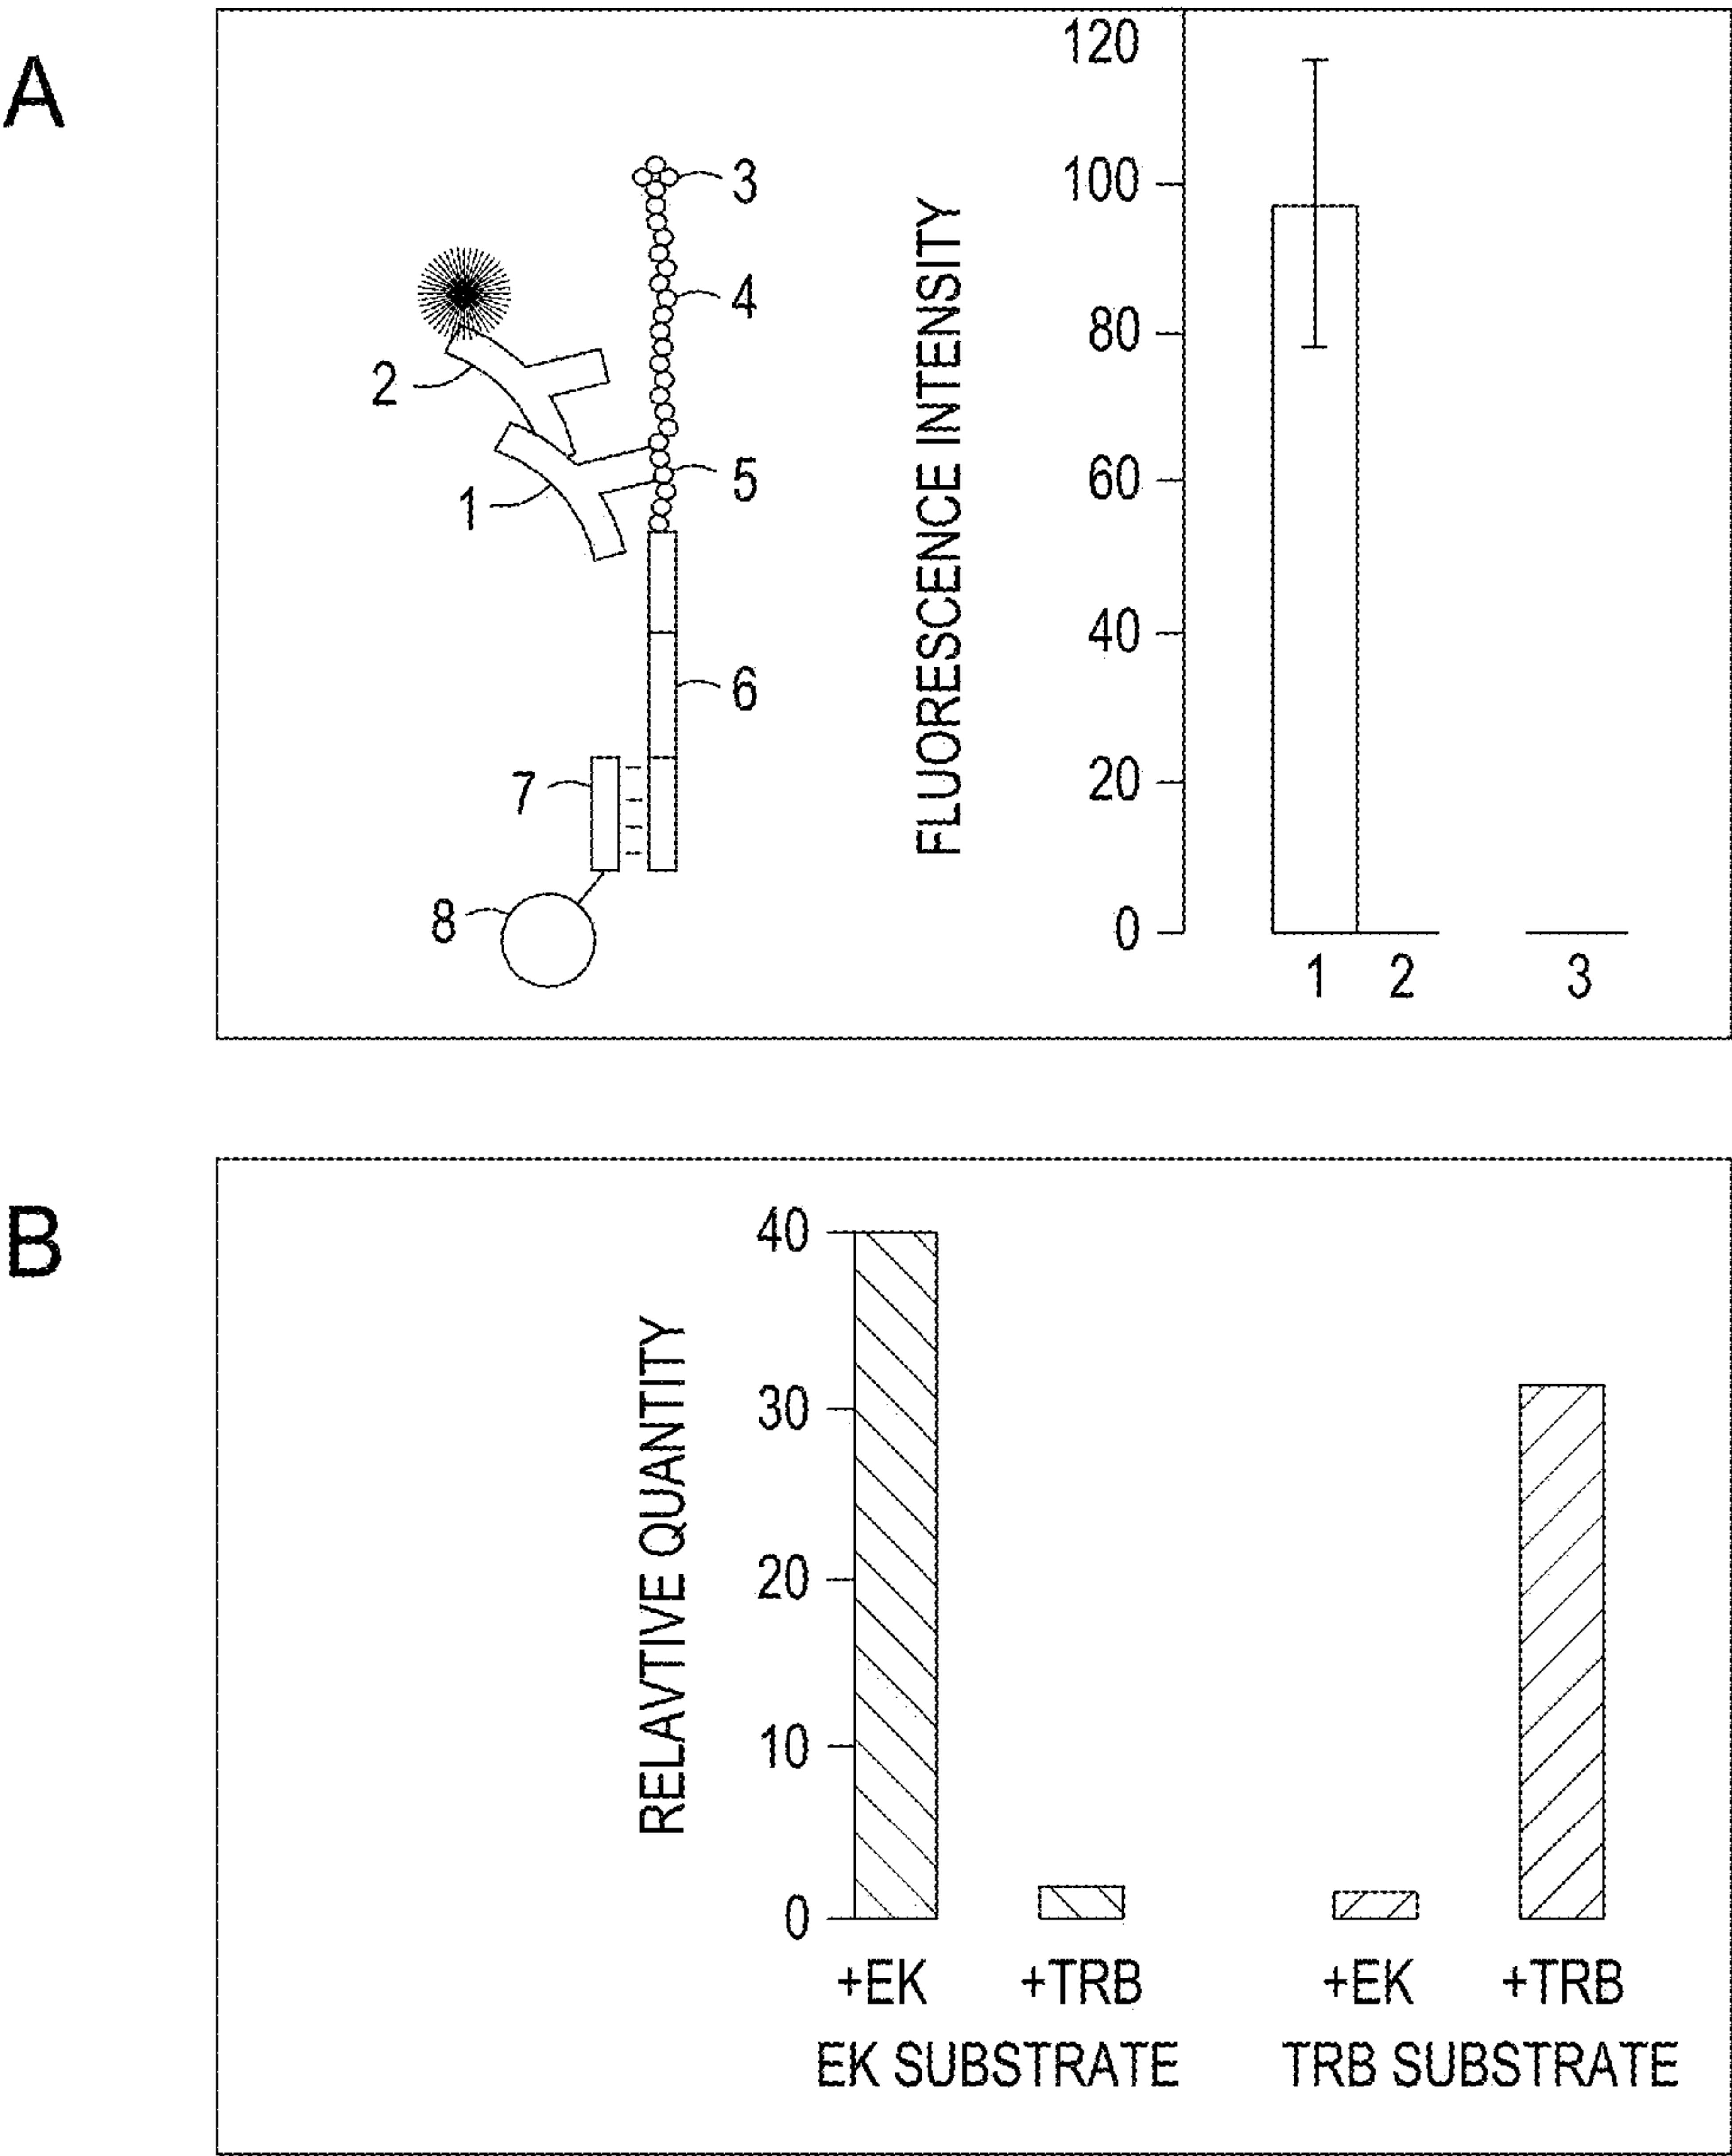 A
3
4
2
5
1
6
7
8
FLUORESCENCE INTENSITY
120
100
80
60
40
20
0
1 2 3
B
RELAVTIVE QUANTITY
40
30
20
10
0
+EK +TRB +EK +TRB
EK SUBSTRATE TRB SUBSTRATE